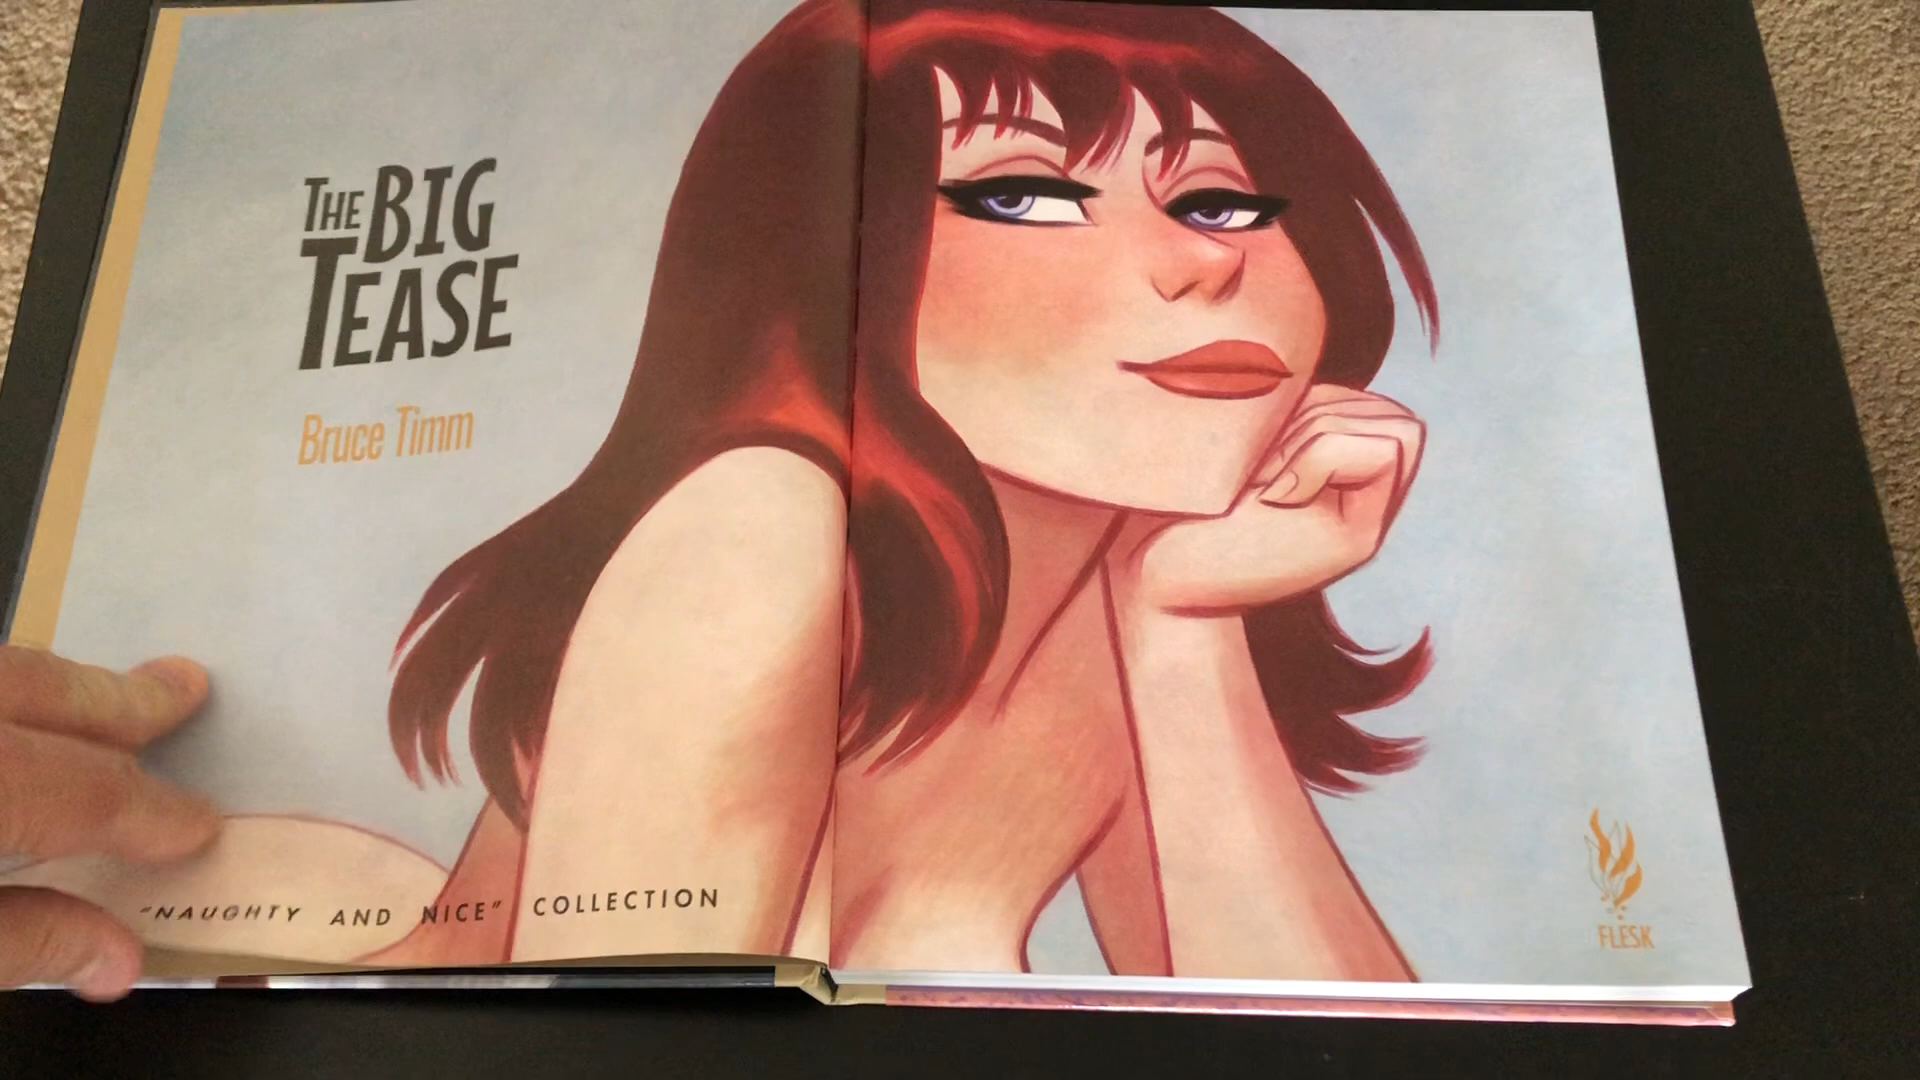 THE BIG
TEASE
Bruce Timm
"NAUGHTY AND NICE" COLLECTION
FLESK